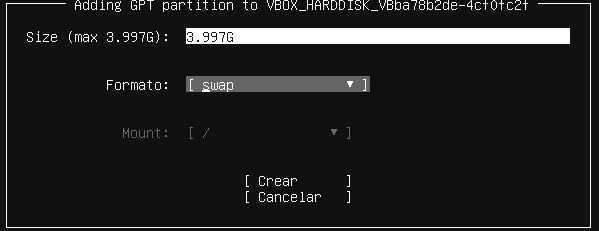 Adding GPT partition to VBOX_HARDDISK_VBba78b2de-4cf0fc2f
Size (max 3.997G): 3.997G
Formato: [ swap ▼ ]
Mount: [ / ▼ ]
[ Crear ]
[ Cancelar ]